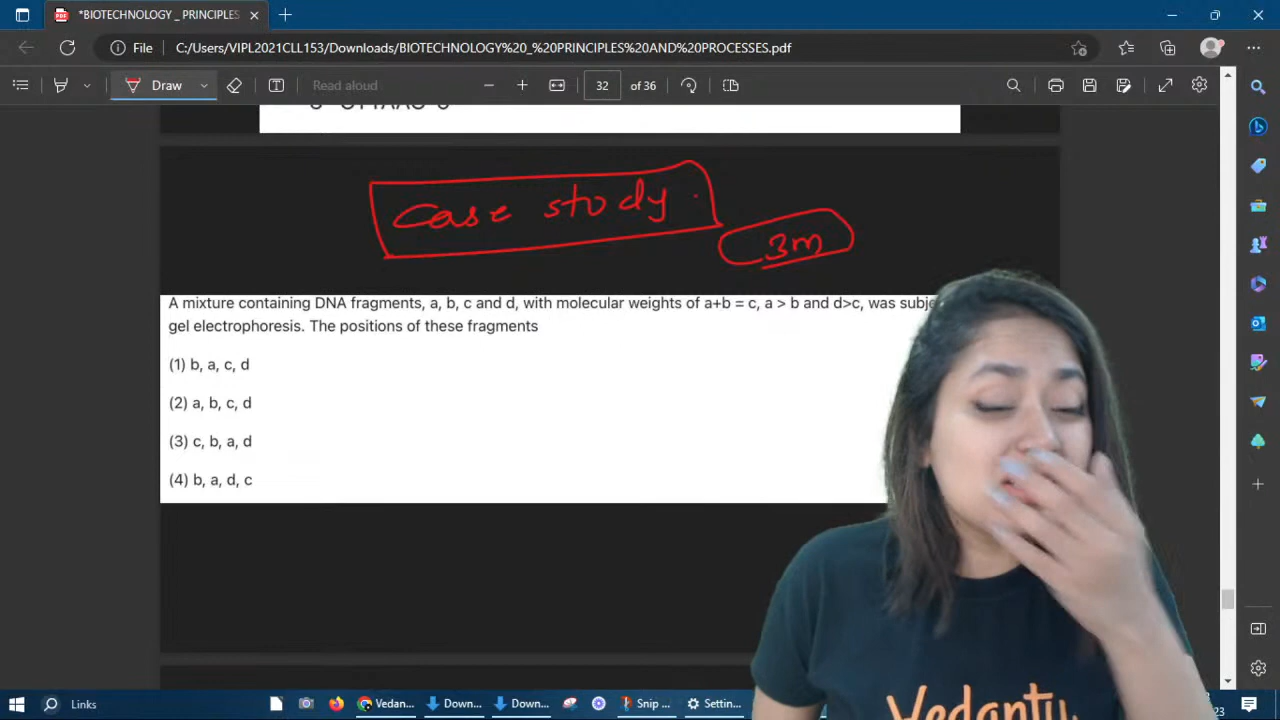 *BIOTECHNOLOGY _ PRINCIPLES
File C:/Users/VIPL2021CLL153/Downloads/BIOTECHNOLOGY%20_%20PRINCIPLES%20AND%20PROCESSES.pdf
Draw Read aloud 32 of 36
case study
3m
A mixture containing DNA fragments, a, b, c and d, with molecular weights of a+b = c, a > b and d>c, was
gel electrophoresis. The positions of these fragments
(1) b, a, c, d
(2) a, b, c, d
(3) c, b, a, d
(4) b, a, d, c
Vedantu
Links Vedan... Down... Down... Snip ... Settin... 23